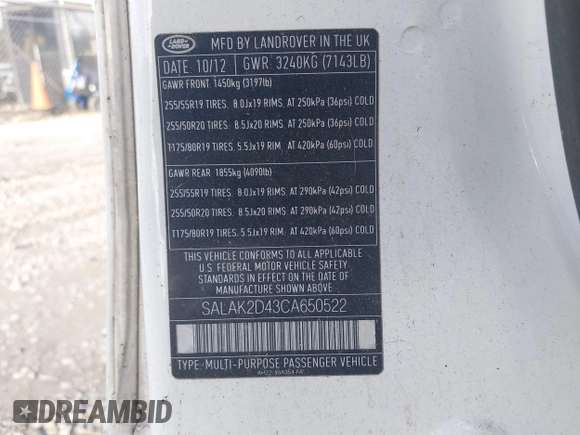 LAND ROVER
MFD BY LANDROVER IN THE UK
DATE 10/12 GWR. 3240KG (7143LB)
GAWR FRONT. 1450kg (3197lb)
255/55R19 TIRES. 8.0Jx19 RIMS. AT 250kPa (36psi) COLD
255/50R20 TIRES. 8.5Jx20 RIMS. AT 250kPa (36psi) COLD
T175/80R19 TIRES. 5.5Jx19 RIM. AT 420kPa (60psi) COLD
GAWR REAR 1855kg (4090lb)
255/55R19 TIRES. 8.0Jx19 RIMS. AT 290kPa (42psi) COLD
255/50R20 TIRES. 8.5Jx20 RIMS. AT 290kPa (42psi) COLD
T175/80R19 TIRES. 5.5Jx19 RIM. AT 420kPa (60psi) COLD
THIS VEHICLE CONFORMS TO ALL APPLICABLE
U.S. FEDERAL MOTOR VEHICLE SAFETY
STANDARDS IN EFFECT ON THE DATE OF
MANUFACTURE SHOWN ABOVE.
SALAK2D43CA650522
TYPE: MULTI-PURPOSE PASSENGER VEHICLE
DREAMBID